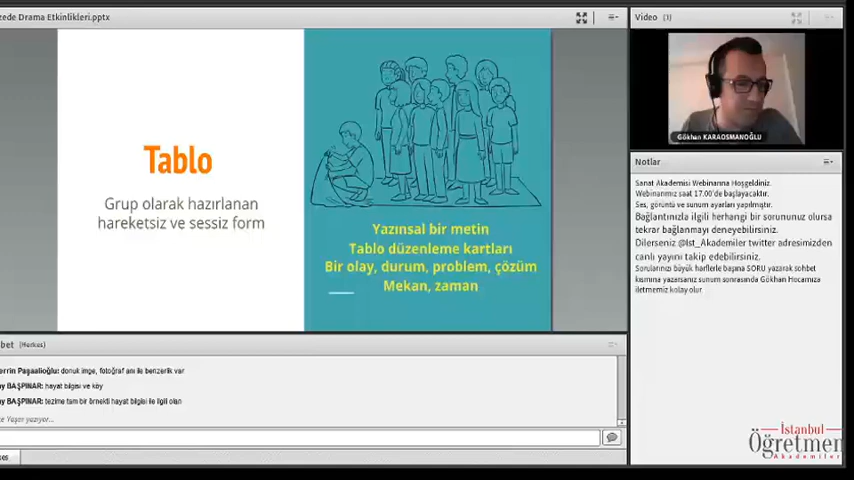 zede Drama Etkinlikleri.pptx
Tablo
Grup olarak hazırlanan
hareketsiz ve sessiz form
Yazınsal bir metin
Tablo düzenleme kartları
Bir olay, durum, problem, çözüm
Mekan, zaman
bet (Herkes)
errin Paşaalioğlu: donuk imge, fotoğraf anı ile benzerlik var
ay BAŞPINAR: hayat bilgisi ve köy
ay BAŞPINAR: tezime tam bir örnekti hayat bilgisi ile ilgili olan
Yaşar yazıyor...
kes
Video (1)
Gökhan KARAOSMANOĞLU
Notlar
Sanat Akademisi Webinarına Hoşgeldiniz.
Webinarımız saat 17.00'de başlayacaktır.
Ses, görüntü ve sunum ayarları yapılmıştır.
Bağlantınızla ilgili herhangi bir sorununuz olursa
tekrar bağlanmayı deneyebilirsiniz.
Dilerseniz @Ist_Akademiler twitter adresimizden
canlı yayını takip edebilirsiniz.
Sorularınızı büyük harflerle başına SORU yazarak sohbet
kısmına yazarsanız sunum sonrasında Gökhan Hocamıza
iletmemiz kolay olur.
İstanbul
Öğretmen
Akademileri